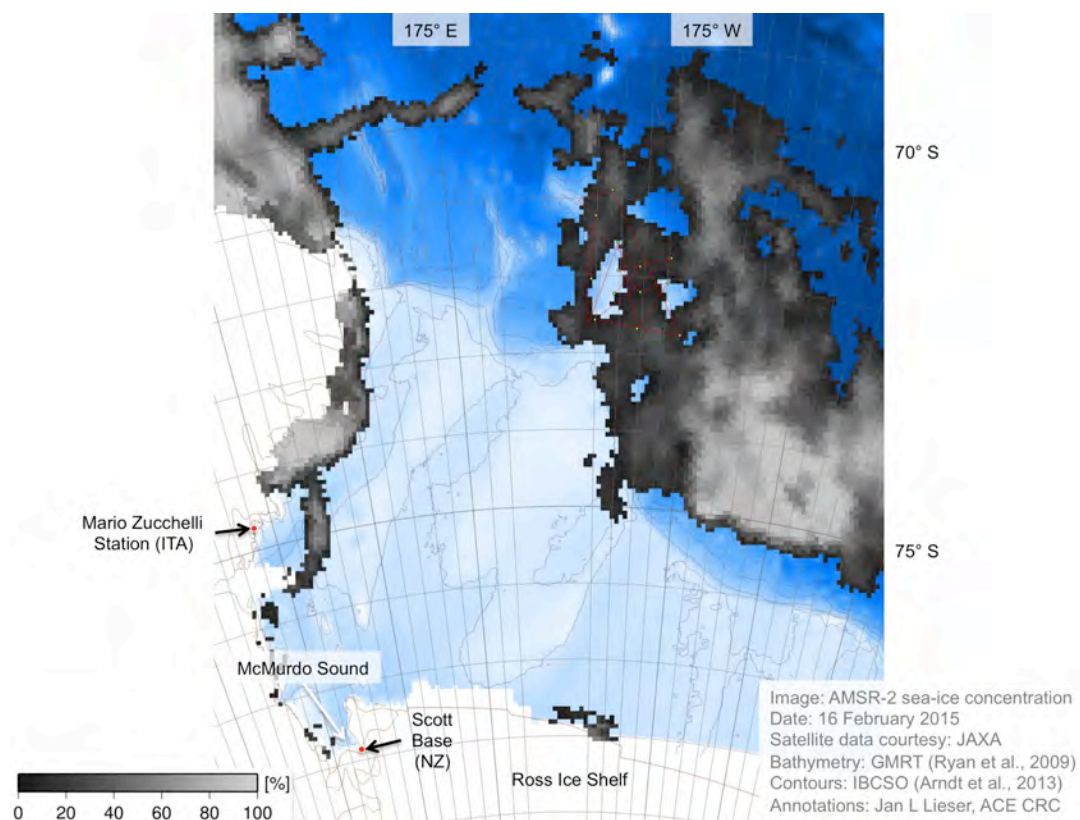 175° E
175° W
70° S
Mario Zucchelli
Station (ITA)
75° S
McMurdo Sound
Scott
Base
(NZ)
Ross Ice Shelf
[%]
0 20 40 60 80 100
Image: AMSR-2 sea-ice concentration
Date: 16 February 2015
Satellite data courtesy: JAXA
Bathymetry: GMRT (Ryan et al., 2009)
Contours: IBCSO (Arndt et al., 2013)
Annotations: Jan L Lieser, ACE CRC